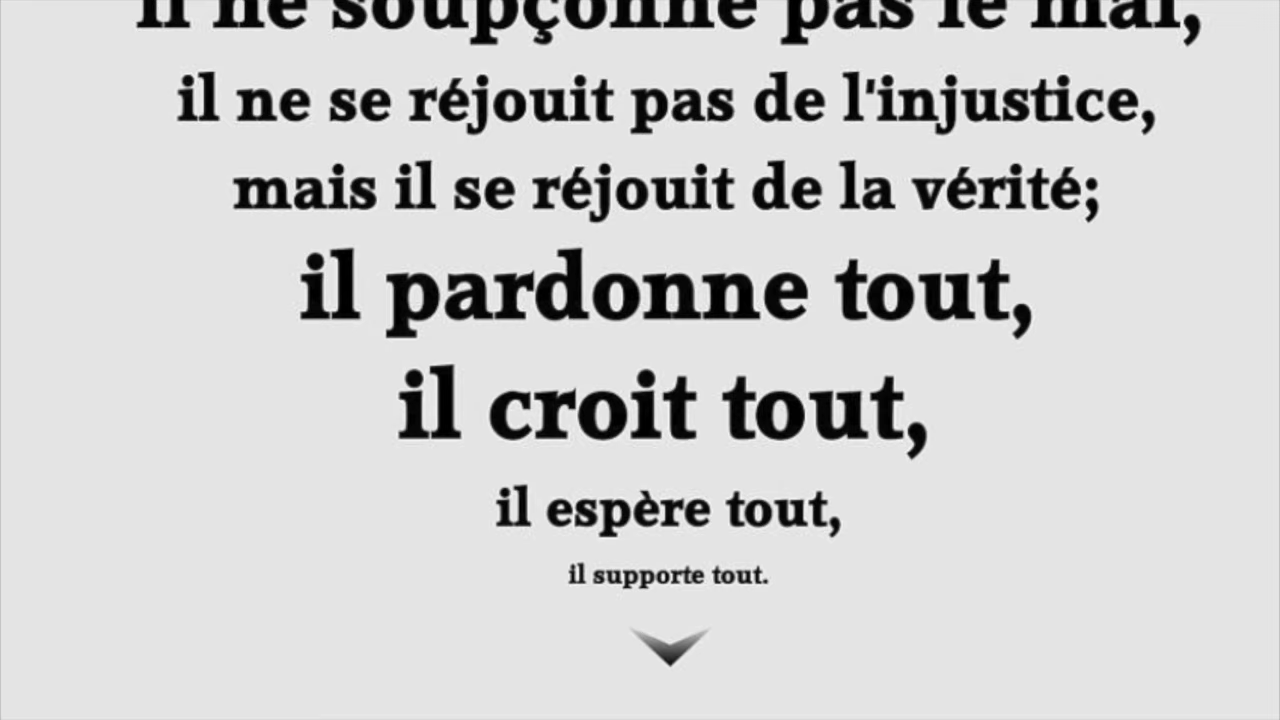 il ne soupçonne pas le mal,
il ne se réjouit pas de l'injustice,
mais il se réjouit de la vérité;
il pardonne tout,
il croit tout,
il espère tout,
il supporte tout.